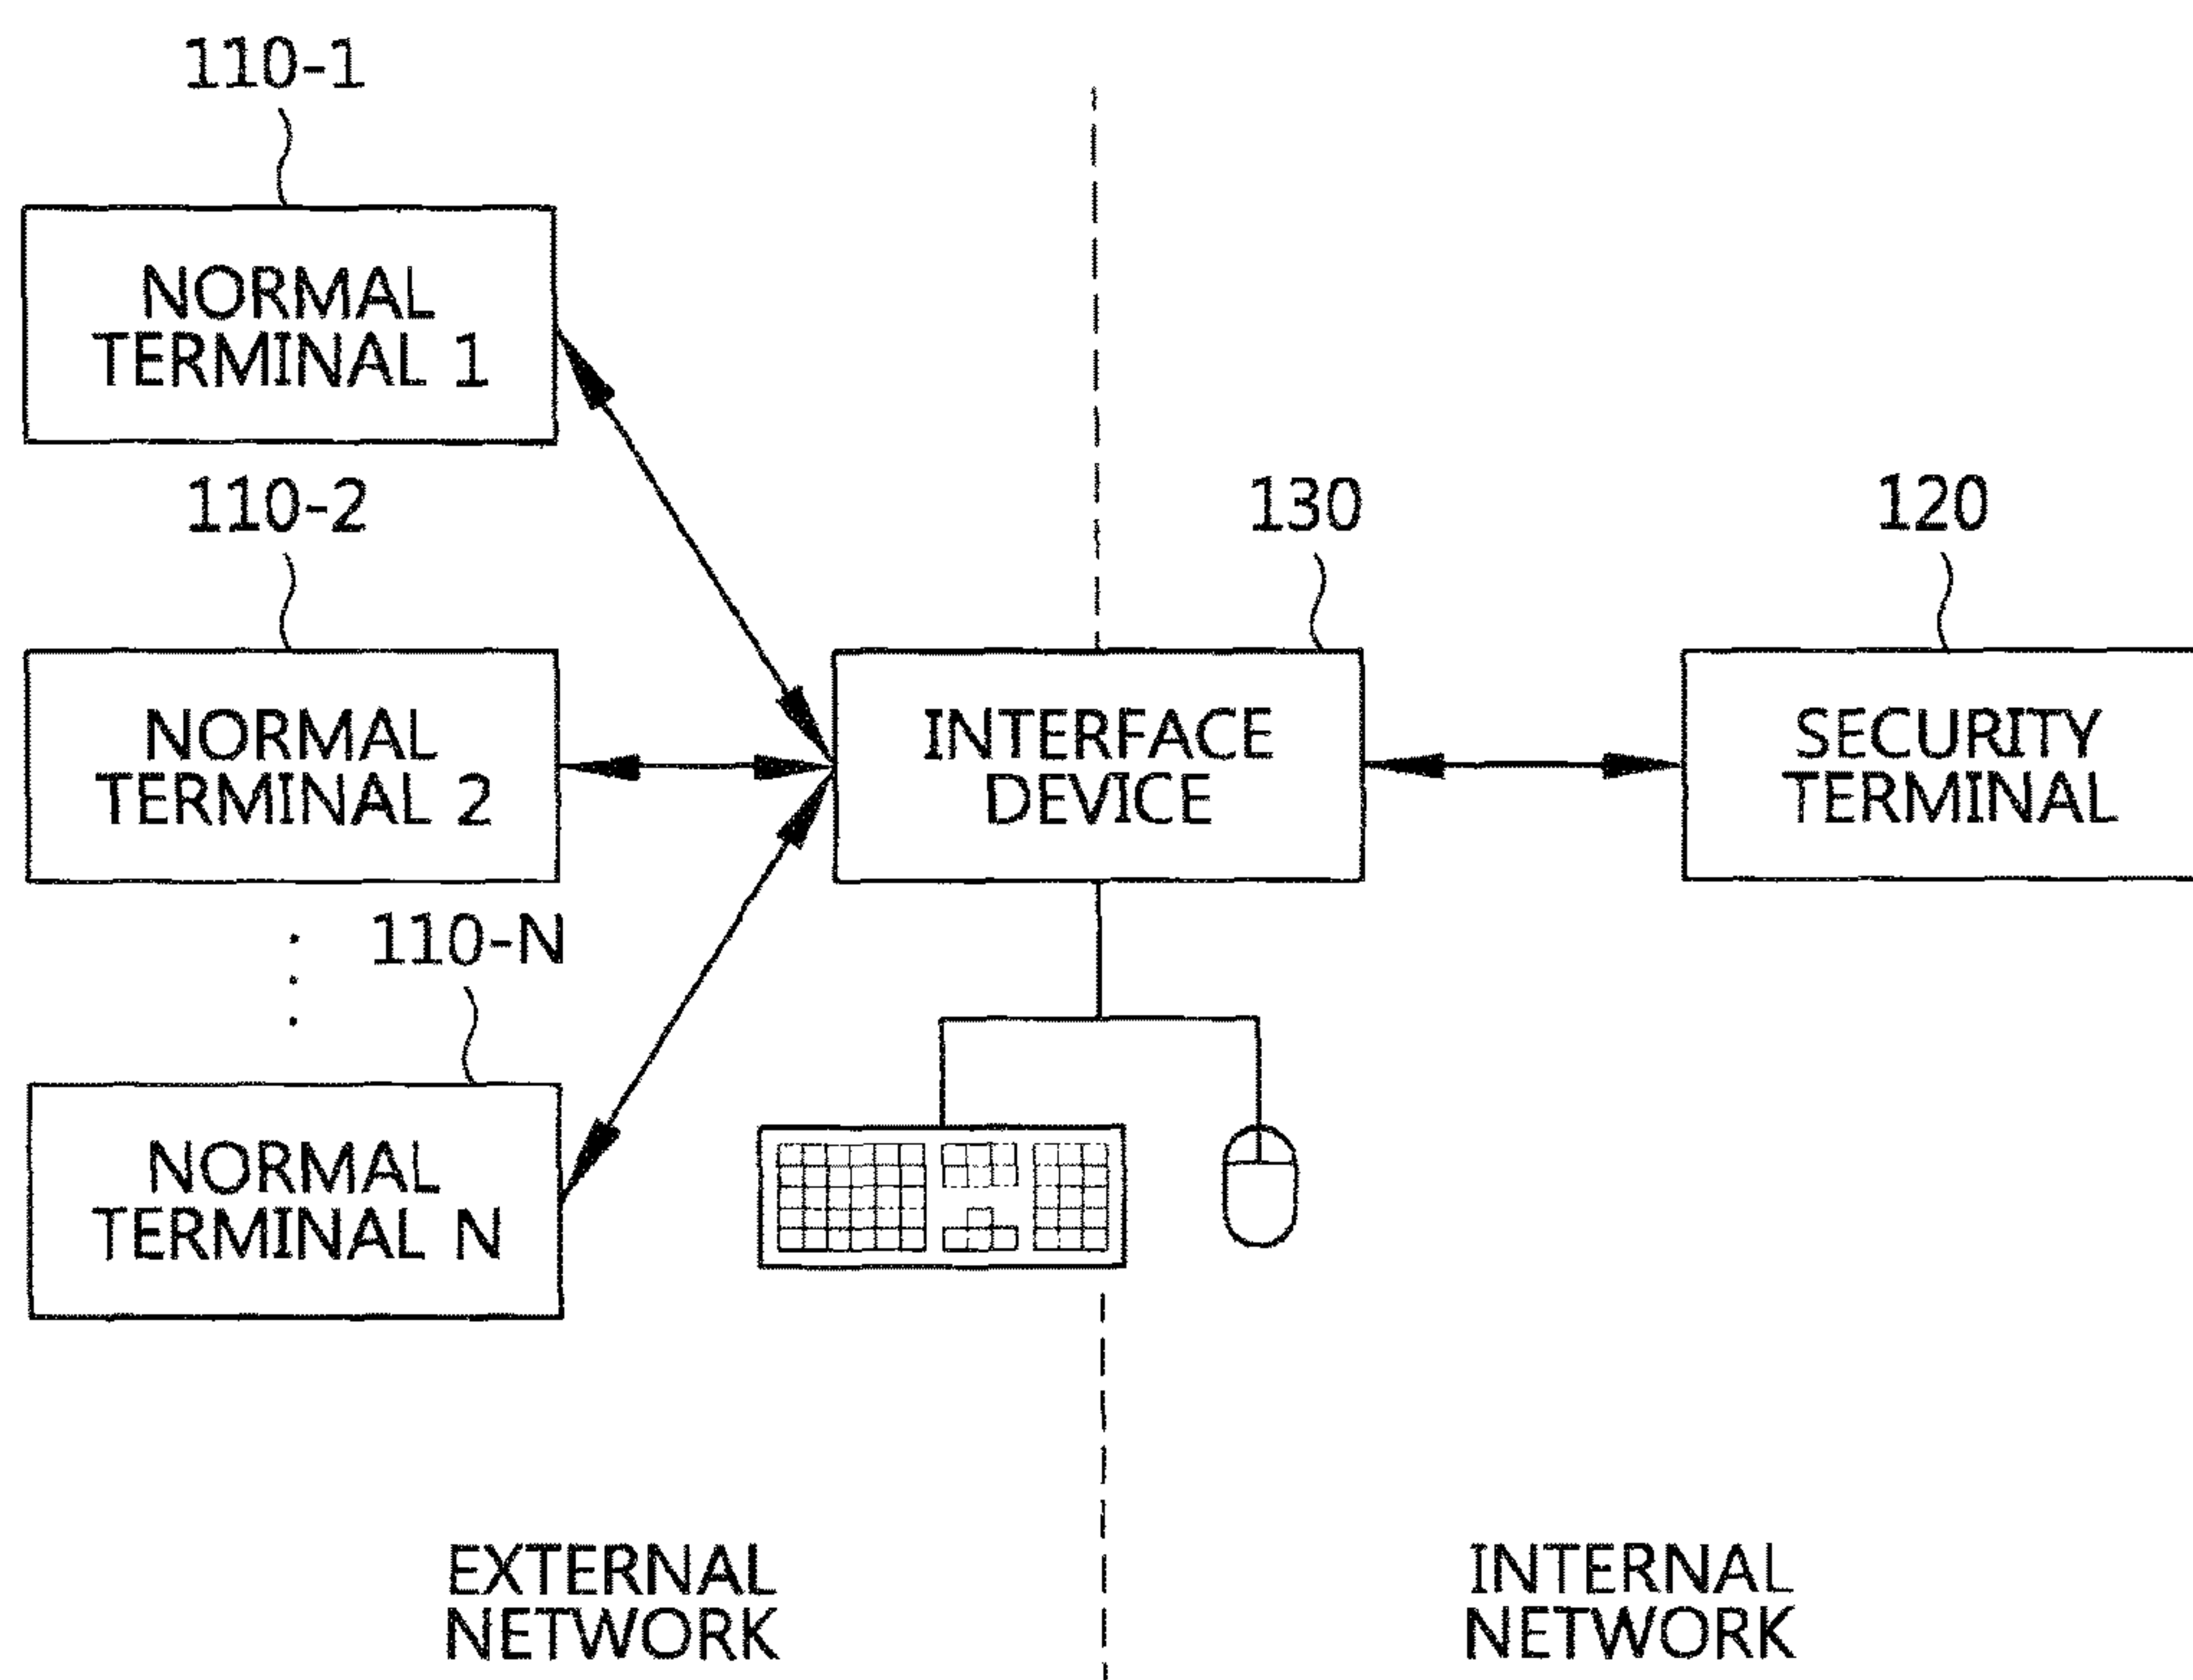 110-1
NORMAL
TERMINAL 1
110-2
NORMAL
TERMINAL 2
110-N
NORMAL
TERMINAL N
130
INTERFACE
DEVICE
120
SECURITY
TERMINAL
EXTERNAL
NETWORK
INTERNAL
NETWORK